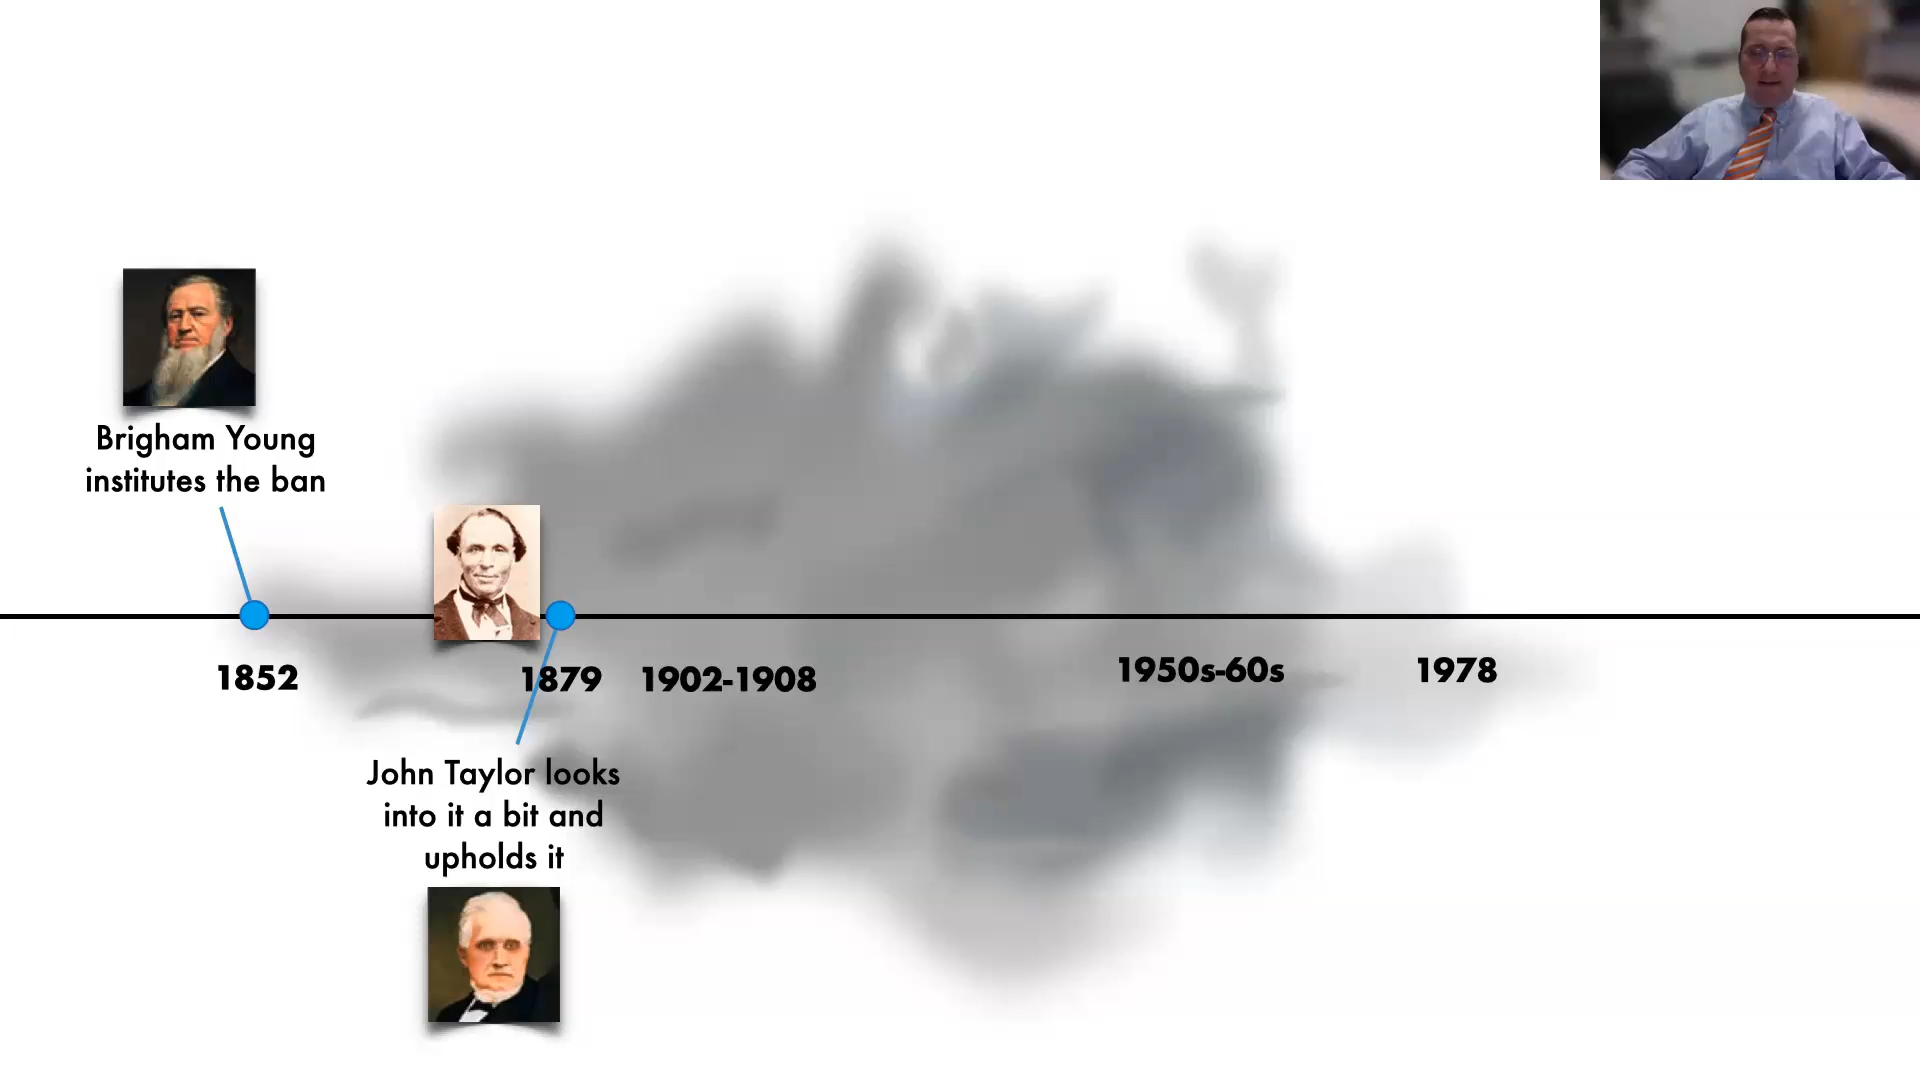 Brigham Young
institutes the ban
1852
1879
1902-1908
1950s-60s
1978
John Taylor looks
into it a bit and
upholds it